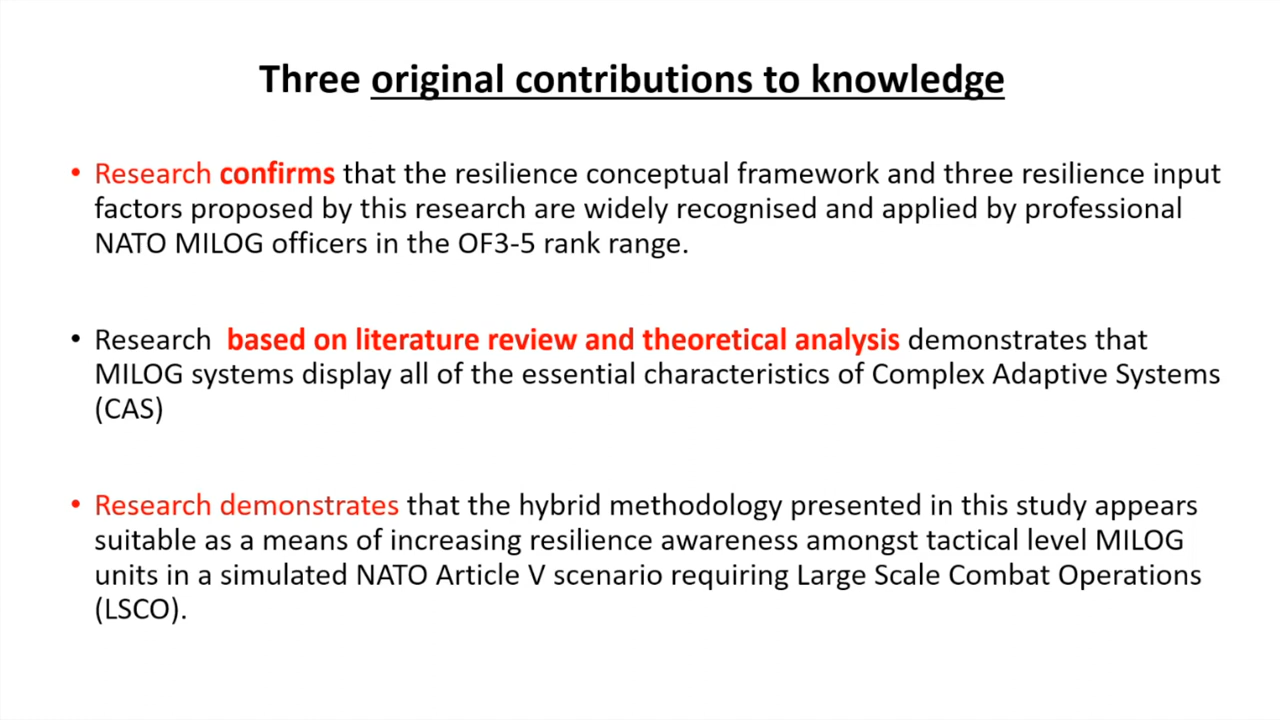 Three original contributions to knowledge
• Research confirms that the resilience conceptual framework and three resilience input
factors proposed by this research are widely recognised and applied by professional
NATO MILOG officers in the OF3-5 rank range.
• Research based on literature review and theoretical analysis demonstrates that
MILOG systems display all of the essential characteristics of Complex Adaptive Systems
(CAS)
• Research demonstrates that the hybrid methodology presented in this study appears
suitable as a means of increasing resilience awareness amongst tactical level MILOG
units in a simulated NATO Article V scenario requiring Large Scale Combat Operations
(LSCO).